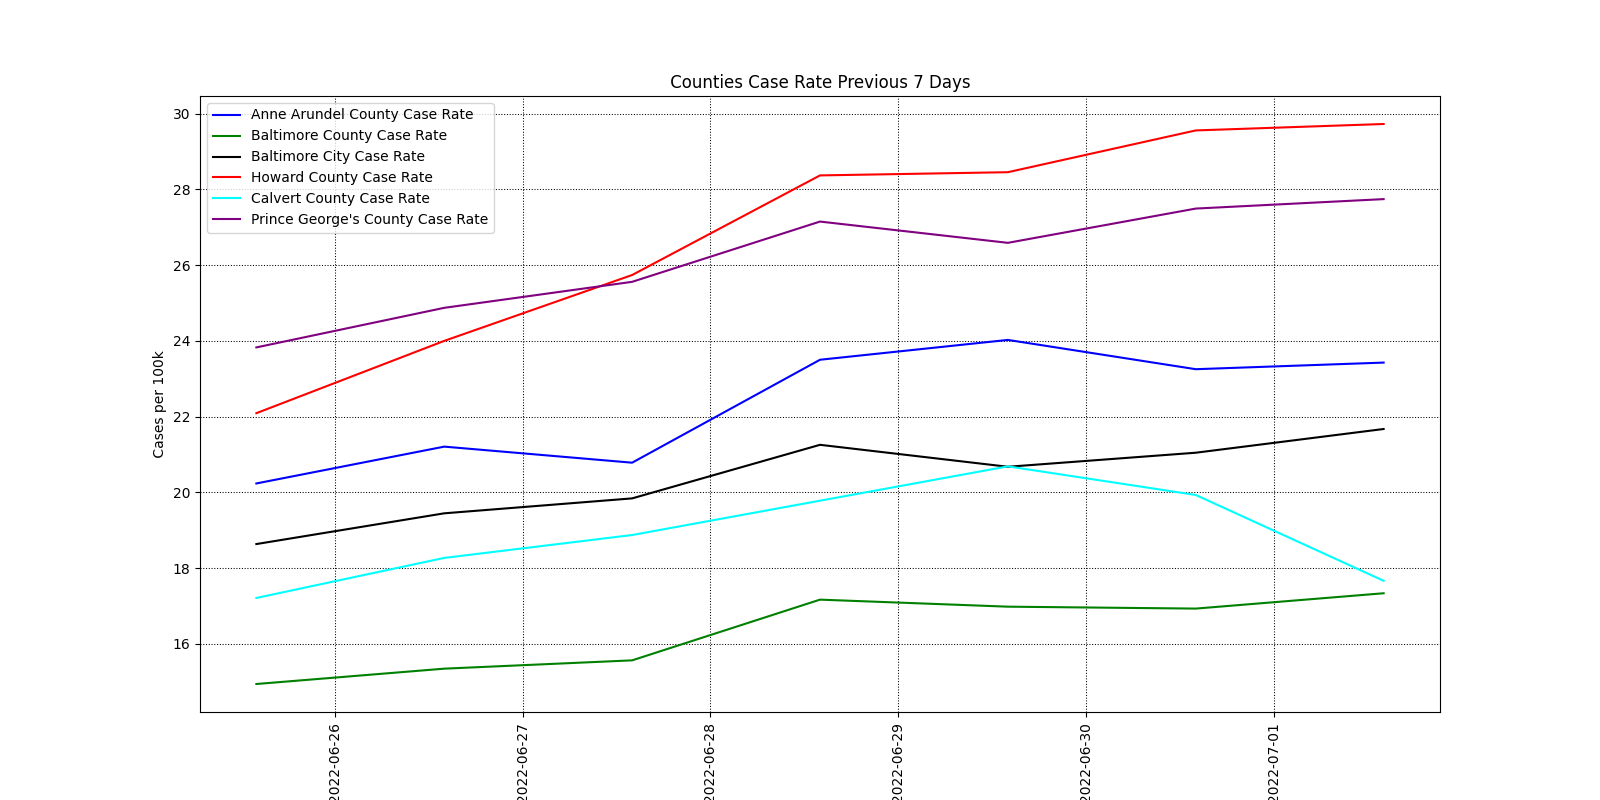 Counties Case Rate Previous 7 Days
30
28
26
24
22
20
18
16
Cases per 100k
Anne Arundel County Case Rate
Baltimore County Case Rate
Baltimore City Case Rate
Howard County Case Rate
Calvert County Case Rate
Prince George's County Case Rate
2022-06-26
2022-06-27
2022-06-28
2022-06-29
2022-06-30
2022-07-01